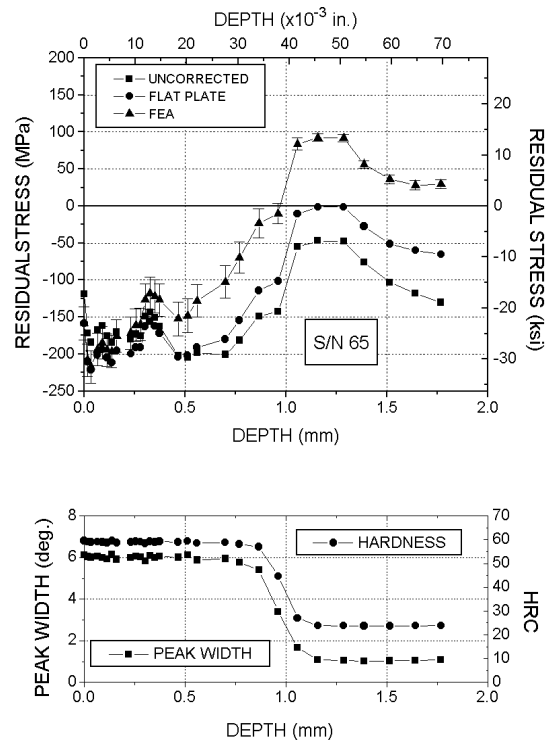 DEPTH (x10-3 in.)
0 10 20 30 40 50 60 70
200
150
100
50
0
-50
-100
-150
-200
-250
RESIDUALSTRESS (MPa)
UNCORRECTED
FLAT PLATE
FEA
S/N 65
20
10
0
-10
-20
-30
RESIDUAL STRESS (ksi)
0.0 0.5 1.0 1.5 2.0
DEPTH (mm)
8
6
4
2
0
PEAK WIDTH (deg.)
HARDNESS
PEAK WIDTH
70
60
50
40
30
20
10
0
HRC
0.0 0.5 1.0 1.5 2.0
DEPTH (mm)